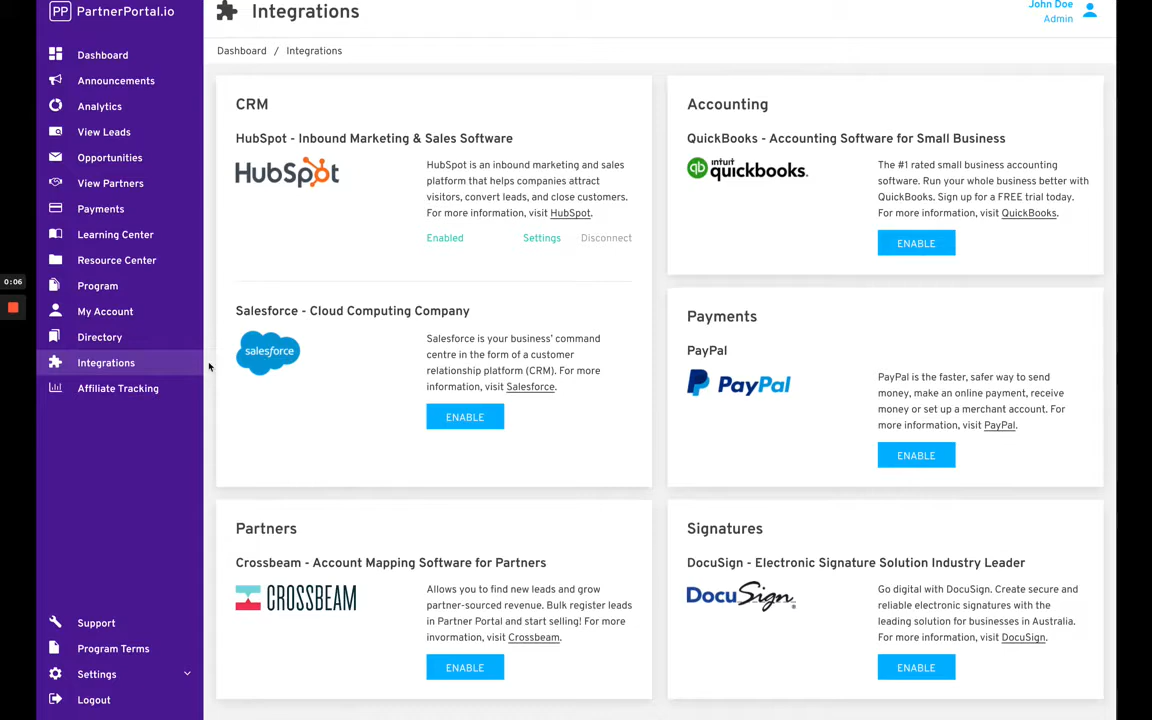 PP PartnerPortal.io
Dashboard
Announcements
Analytics
View Leads
Opportunities
View Partners
Payments
Learning Center
Resource Center
Program
My Account
Directory
Integrations
Affiliate Tracking
Support
Program Terms
Settings
Logout
0:06
Integrations
John Doe
Admin
Dashboard / Integrations
CRM
HubSpot - Inbound Marketing & Sales Software
HubSpot
HubSpot is an inbound marketing and sales
platform that helps companies attract
visitors, convert leads, and close customers.
For more information, visit HubSpot.
Enabled Settings Disconnect
Salesforce - Cloud Computing Company
salesforce
Salesforce is your business' command
centre in the form of a customer
relationship platform (CRM). For more
information, visit Salesforce.
ENABLE
Accounting
QuickBooks - Accounting Software for Small Business
qb intuit quickbooks.
The #1 rated small business accounting
software. Run your whole business better with
QuickBooks. Sign up for a FREE trial today.
For more information, visit QuickBooks.
ENABLE
Payments
PayPal
PayPal
PayPal is the faster, safer way to send
money, make an online payment, receive
money or set up a merchant account. For
more information, visit PayPal.
ENABLE
Partners
Crossbeam - Account Mapping Software for Partners
CROSSBEAM
Allows you to find new leads and grow
partner-sourced revenue. Bulk register leads
in Partner Portal and start selling! For more
invormation, visit Crossbeam.
ENABLE
Signatures
DocuSign - Electronic Signature Solution Industry Leader
DocuSign
Go digital with DocuSign. Create secure and
reliable electronic signatures with the
leading solution for businesses in Australia.
For more information, visit DocuSign.
ENABLE